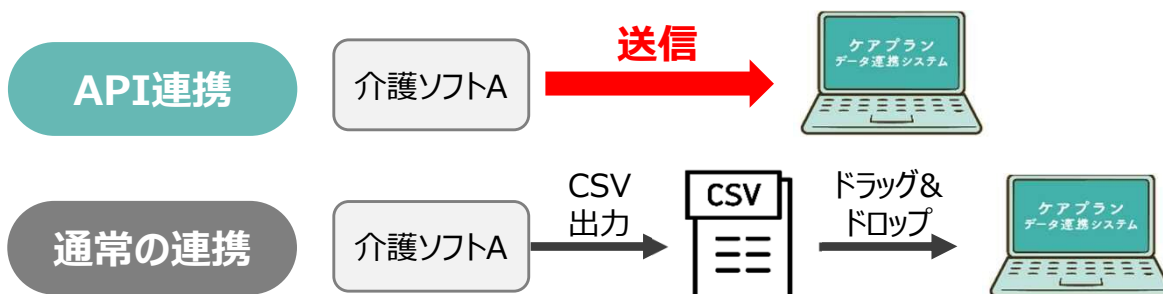 送信
API連携
介護ソフトA
ケアプラン
データ連携システム
通常の連携
介護ソフトA
CSV
出力
CSV
ドラッグ&
ドロップ
ケアプラン
データ連携システム